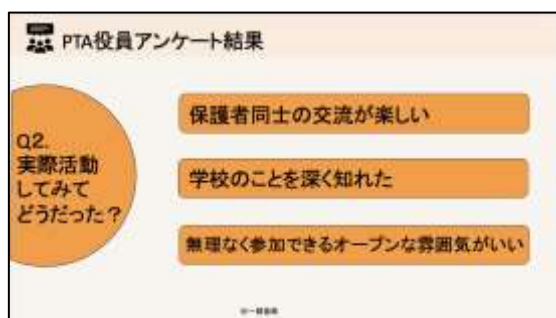 PTA役員アンケート結果
Q2.
実際活動
してみて
どうだった？
保護者同士の交流が楽しい
学校のことを深く知れた
無理なく参加できるオープンな雰囲気がいい